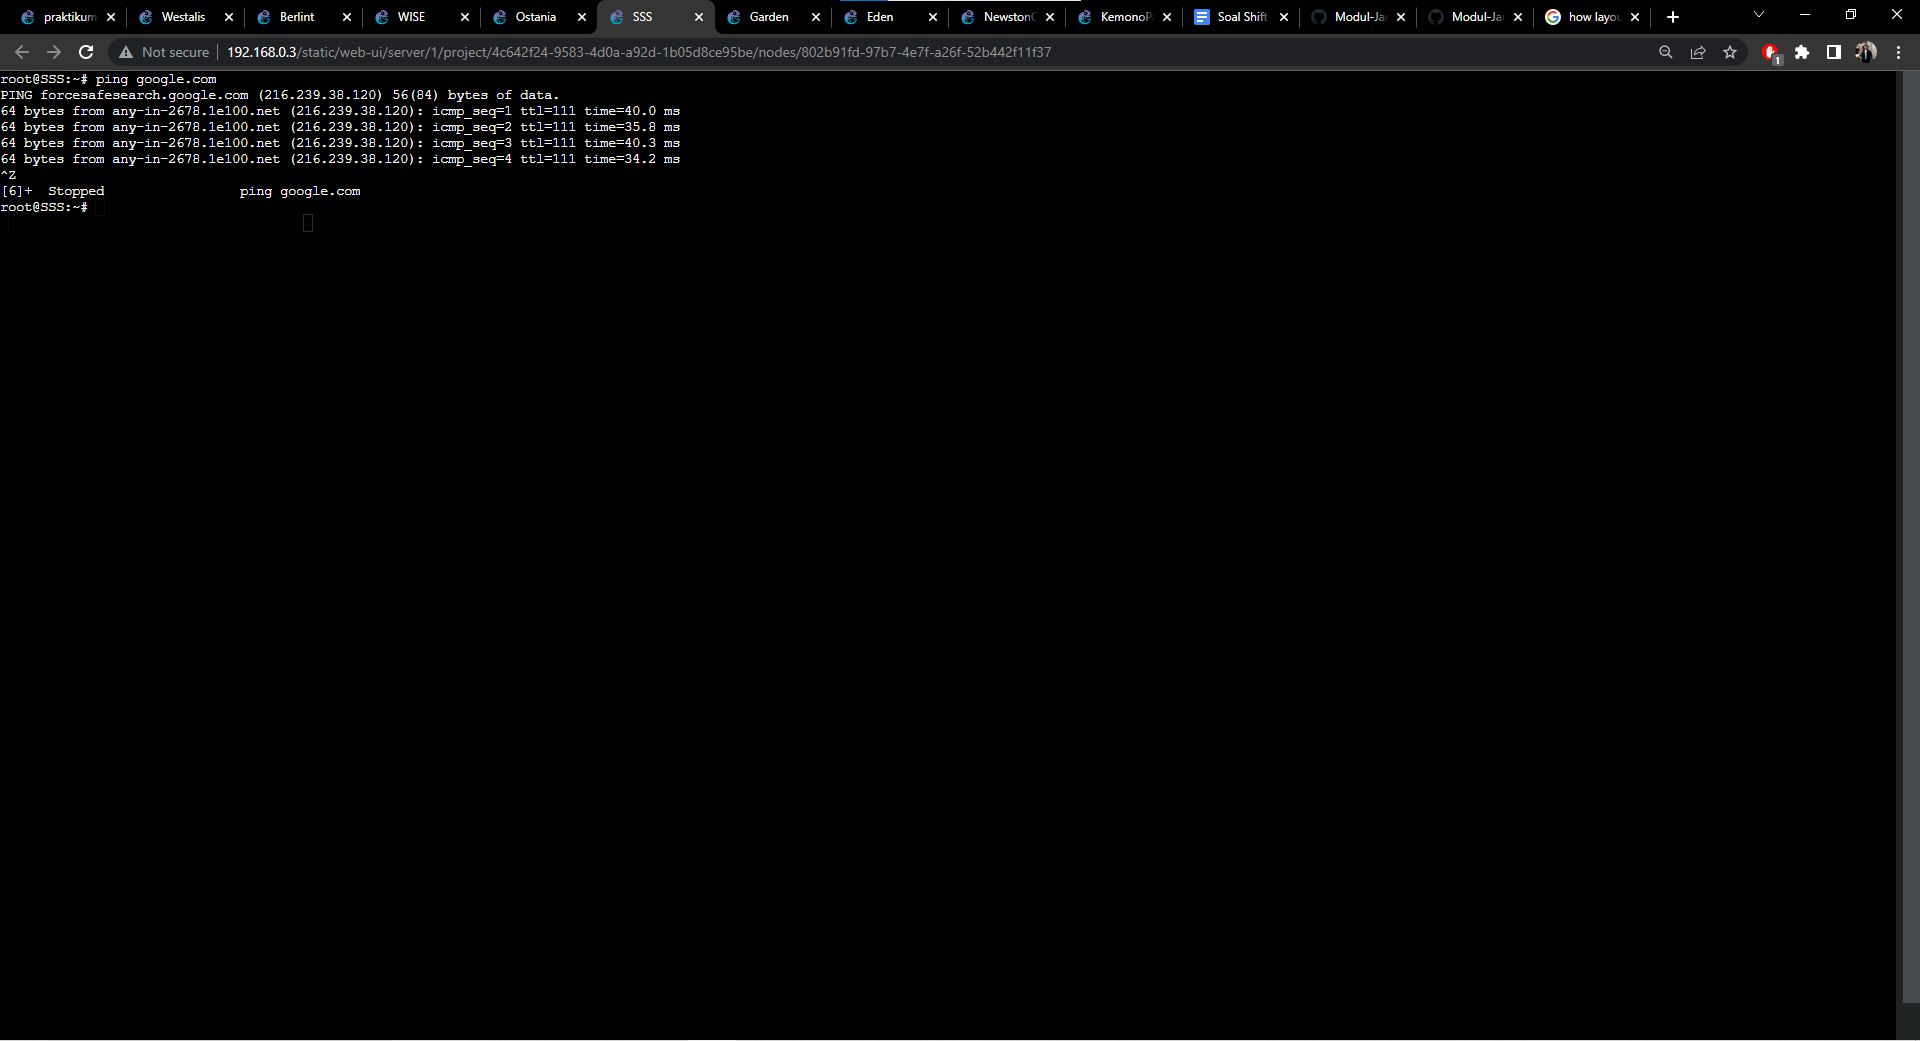 praktikum
Westalis
Berlint
WISE
Ostania
SSS
Garden
Eden
Newston
KemonoP
Soal Shift
Modul-Jar
Modul-Jar
how layou
Not secure
192.168.0.3/static/web-ui/server/1/project/4c642f24-9583-4d0a-a92d-1b05d8ce95be/nodes/802b91fd-97b7-4e7f-a26f-52b442f11f37
1
root@SSS:~# ping google.com
PING forcesafesearch.google.com (216.239.38.120) 56(84) bytes of data.
64 bytes from any-in-2678.1e100.net (216.239.38.120): icmp_seq=1 ttl=111 time=40.0 ms
64 bytes from any-in-2678.1e100.net (216.239.38.120): icmp_seq=2 ttl=111 time=35.8 ms
64 bytes from any-in-2678.1e100.net (216.239.38.120): icmp_seq=3 ttl=111 time=40.3 ms
64 bytes from any-in-2678.1e100.net (216.239.38.120): icmp_seq=4 ttl=111 time=34.2 ms
^Z
[6]+  Stopped                 ping google.com
root@SSS:~#